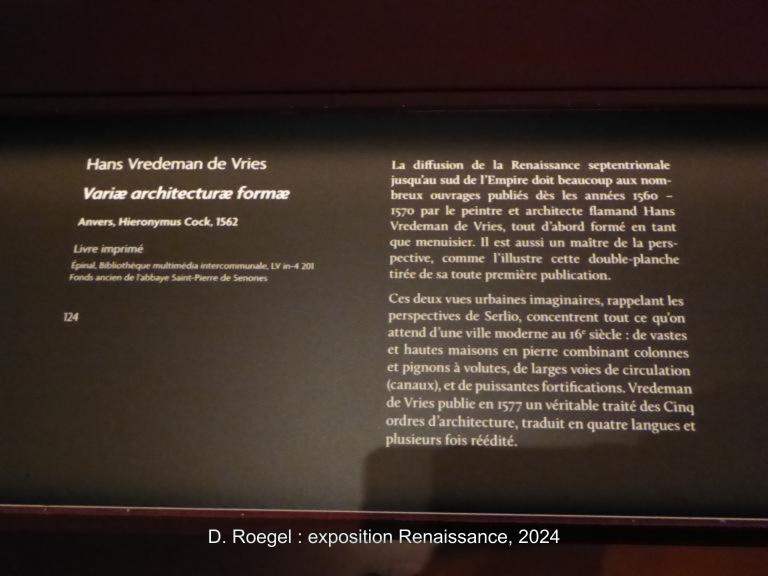 Hans Vredeman de Vries
Variæ architecturæ formæ
Anvers, Hieronymus Cock, 1562
Livre imprimé
Épinal, Bibliothèque multimédia intercommunale, LV in-4 201
Fonds ancien de l'abbaye Saint-Pierre de Senones
124
La diffusion de la Renaissance septentrionale
jusqu'au sud de l'Empire doit beaucoup aux nom-
breux ouvrages publiés dès les années 1560 –
1570 par le peintre et architecte flamand Hans
Vredeman de Vries, tout d'abord formé en tant
que menuisier. Il est aussi un maître de la pers-
pective, comme l'illustre cette double-planche
tirée de sa toute première publication.
Ces deux vues urbaines imaginaires, rappelant les
perspectives de Serlio, concentrent tout ce qu'on
attend d'une ville moderne au 16e siècle : de vastes
et hautes maisons en pierre combinant colonnes
et pignons à volutes, de larges voies de circulation
(canaux), et de puissantes fortifications. Vredeman
de Vries publie en 1577 un véritable traité des Cinq
ordres d'architecture, traduit en quatre langues et
plusieurs fois réédité.
D. Roegel : exposition Renaissance, 2024